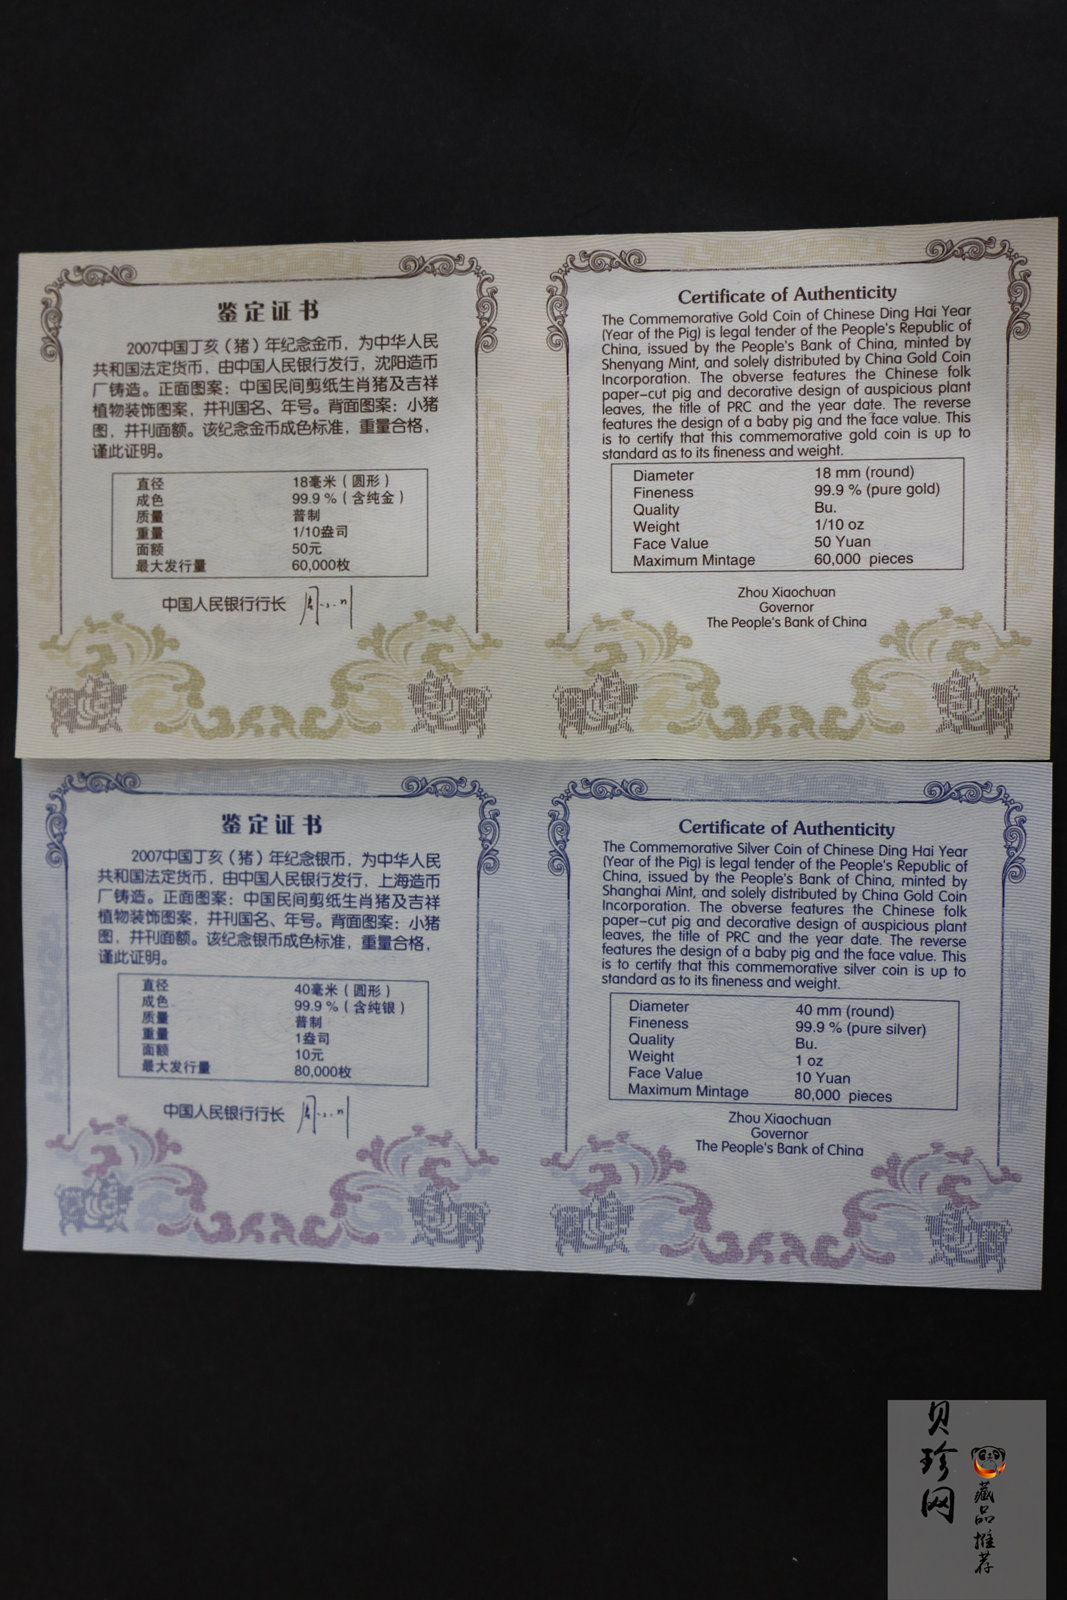 鉴定证书
2007中国丁亥（猪）年纪念金币，为中华人民
共和国法定货币，由中国人民银行发行，沈阳造币
厂铸造。正面图案：中国民间剪纸生肖猪及吉祥
植物装饰图案，并刊国名、年号。背面图案：小猪
图，并刊面额。该纪念金币成色标准，重量合格，
谨此证明。
直径 18毫米（圆形）
成色 99.9％（含纯金）
质量 普制
重量 1/10盎司
面额 50元
最大发行量 60,000枚
中国人民银行行长
Certificate of Authenticity
The Commemorative Gold Coin of Chinese Ding Hai Year
(Year of the Pig) is legal tender of the People's Republic of
China, issued by the People's Bank of China, minted by
Shenyang Mint, and solely distributed by China Gold Coin
Incorporation. The obverse features the Chinese folk
paper-cut pig and decorative design of auspicious plant
leaves, the title of PRC and the year date. The reverse
features the design of a baby pig and the face value. This
is to certify that this commemorative gold coin is up to
standard as to its fineness and weight.
Diameter 18 mm (round)
Fineness 99.9 % (pure gold)
Quality Bu.
Weight 1/10 oz
Face Value 50 Yuan
Maximum Mintage 60,000 pieces
Zhou Xiaochuan
Governor
The People's Bank of China
鉴定证书
2007中国丁亥（猪）年纪念银币，为中华人民
共和国法定货币，由中国人民银行发行，上海造币
厂铸造。正面图案：中国民间剪纸生肖猪及吉祥
植物装饰图案，并刊国名、年号。背面图案：小猪
图，并刊面额。该纪念银币成色标准，重量合格，
谨此证明。
直径 40毫米（圆形）
成色 99.9％（含纯银）
质量 普制
重量 1盎司
面额 10元
最大发行量 80,000枚
中国人民银行行长
Certificate of Authenticity
The Commemorative Silver Coin of Chinese Ding Hai Year
(Year of the Pig) is legal tender of the People's Republic of
China, issued by the People's Bank of China, minted by
Shanghai Mint, and solely distributed by China Gold Coin
Incorporation. The obverse features the Chinese folk
paper-cut pig and decorative design of auspicious plant
leaves, the title of PRC and the year date. The reverse
features the design of a baby pig and the face value. This
is to certify that this commemorative silver coin is up to
standard as to its fineness and weight.
Diameter 40 mm (round)
Fineness 99.9 % (pure silver)
Quality Bu.
Weight 1 oz
Face Value 10 Yuan
Maximum Mintage 80,000 pieces
Zhou Xiaochuan
Governor
The People's Bank of China
贝珍网
藏品推荐